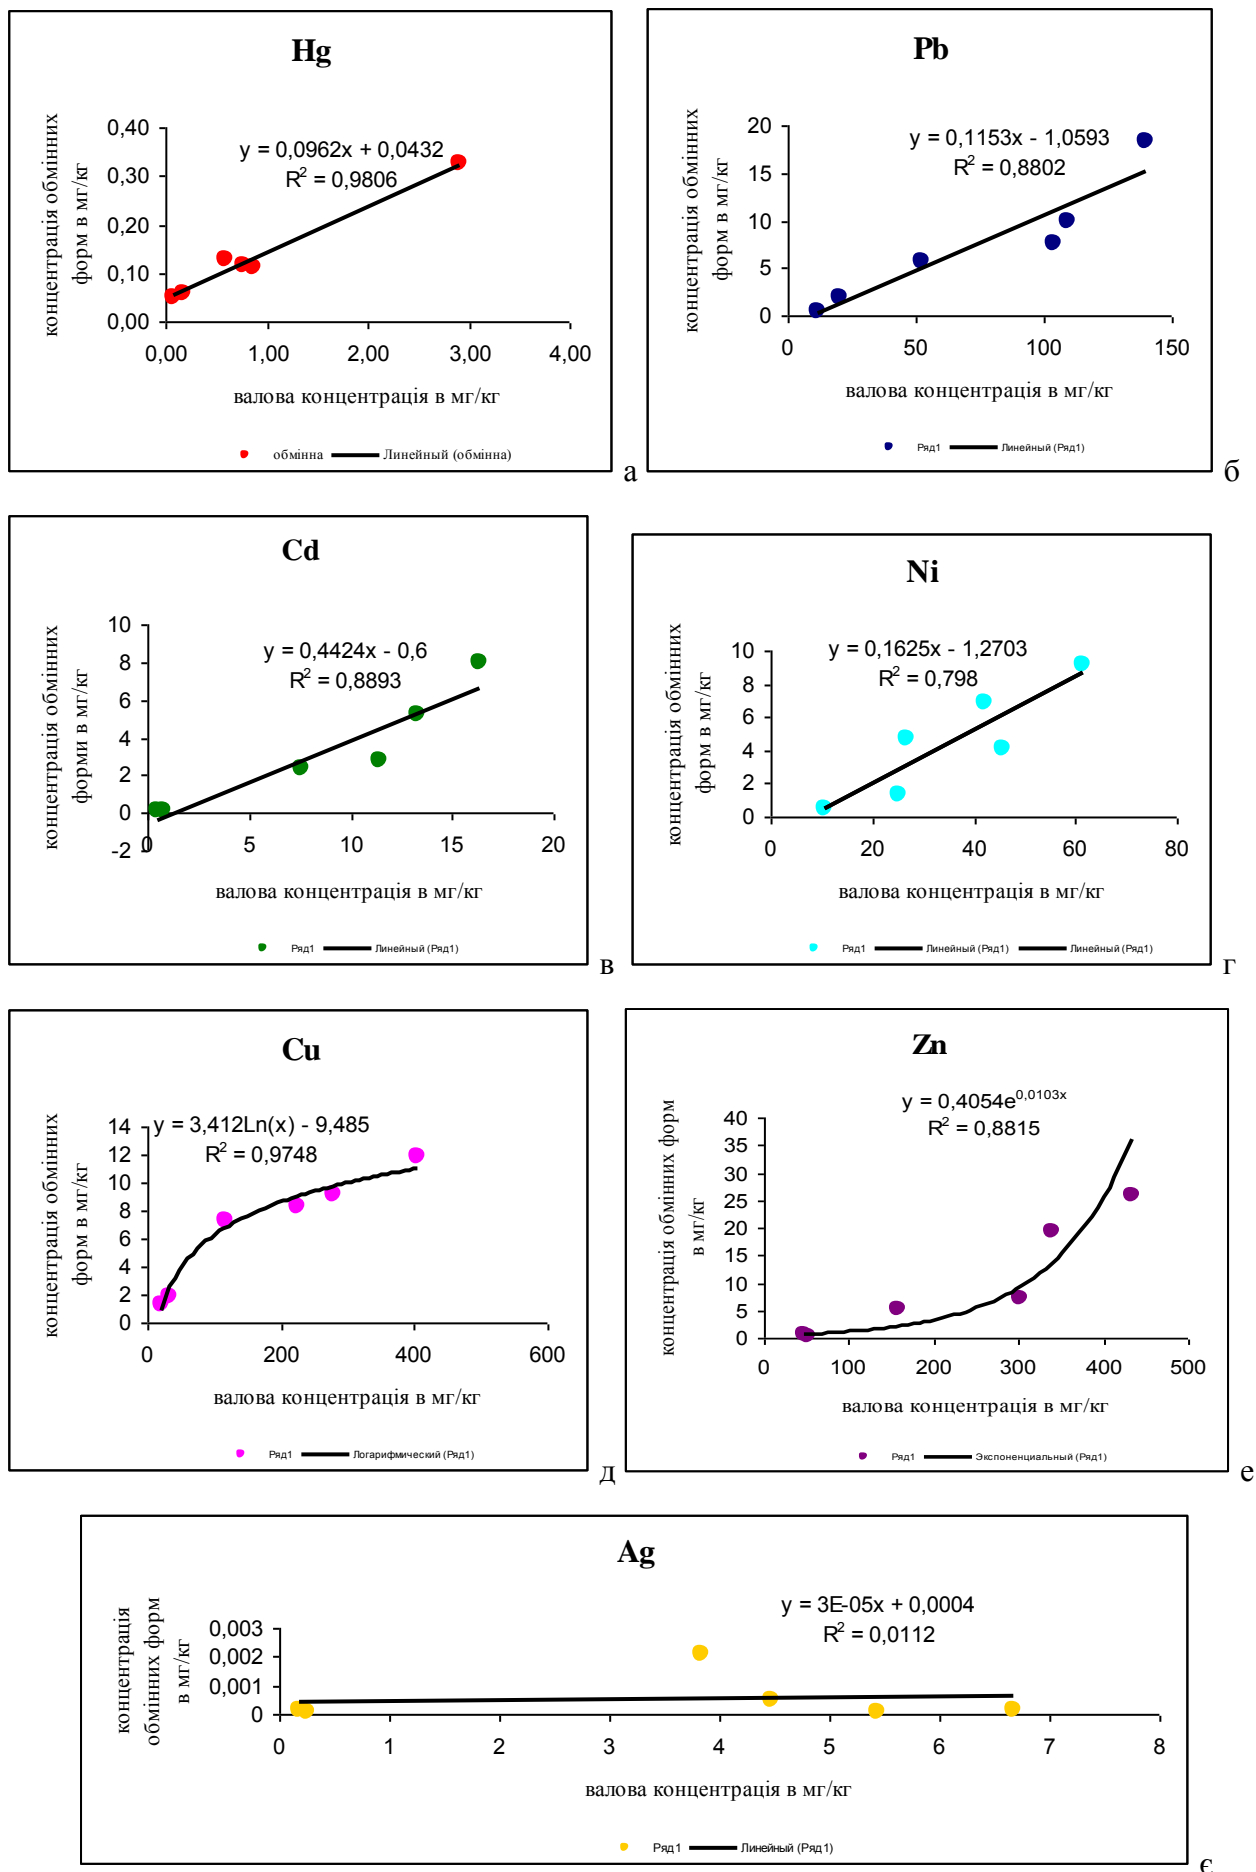 Hg
концентрація обмінних
форм в мг/кг
y = 0,0962x + 0,0432
R² = 0,9806
0,40
0,30
0,20
0,10
0,00
0,00 1,00 2,00 3,00 4,00
валова концентрація в мг/кг
обмінна Линейный (обмінна)
а
Pb
концентрація обмінних
форм в мг/кг
y = 0,1153x - 1,0593
R² = 0,8802
20
15
10
5
0
0 50 100 150
валова концентрація в мг/кг
Ряд1 Линейный (Ряд1)
б
Cd
концентрація обмінних
форми в мг/кг
y = 0,4424x - 0,6
R² = 0,8893
10
8
6
4
2
0
-2
0 5 10 15 20
валова концентрація в мг/кг
Ряд1 Линейный (Ряд1)
в
Ni
концентрація обмінних
форм в мг/кг
y = 0,1625x - 1,2703
R² = 0,798
10
8
6
4
2
0
0 20 40 60 80
валова концентрація в мг/кг
Ряд1 Линейный (Ряд1) Линейный (Ряд1)
г
Cu
концентрація обмінних
форм в мг/кг
y = 3,412Ln(x) - 9,485
R² = 0,9748
14
12
10
8
6
4
2
0
0 200 400 600
валова концентрація в мг/кг
Ряд1 Логарифмический (Ряд1)
д
Zn
концентрація обмінних форм
в мг/кг
y = 0,4054e^0,0103x
R² = 0,8815
40
35
30
25
20
15
10
5
0
0 100 200 300 400 500
валова концентрація в мг/кг
Ряд1 Экспоненциальный (Ряд1)
е
Ag
концентрація
обмінних форм
в мг/кг
y = 3E-05x + 0,0004
R² = 0,0112
0,003
0,002
0,001
0
0 1 2 3 4 5 6 7 8
валова концентрація в мг/кг
Ряд1 Линейный (Ряд1)
є